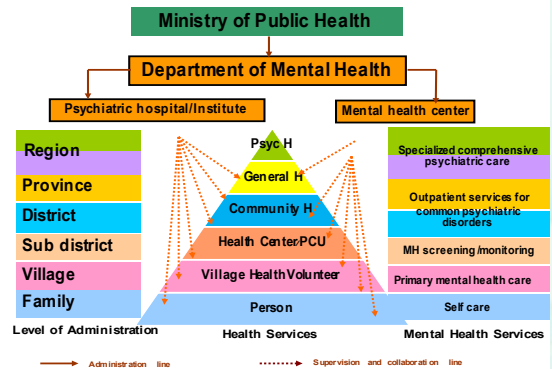 Ministry of Public Health
Department of Mental Health
Psychiatric hospital/Institute
Mental health center
Region
Province
District
Sub district
Village
Family
Level of Administration
Psyc H
General H
Community H
Health Center/PCU
Village Health Volunteer
Person
Health Services
Specialized comprehensive
psychiatric care
Outpatient services for
common psychiatric
disorders
MH screening/monitoring
Primary mental health care
Self care
Mental Health Services
Administration line
Supervision and collaboration line